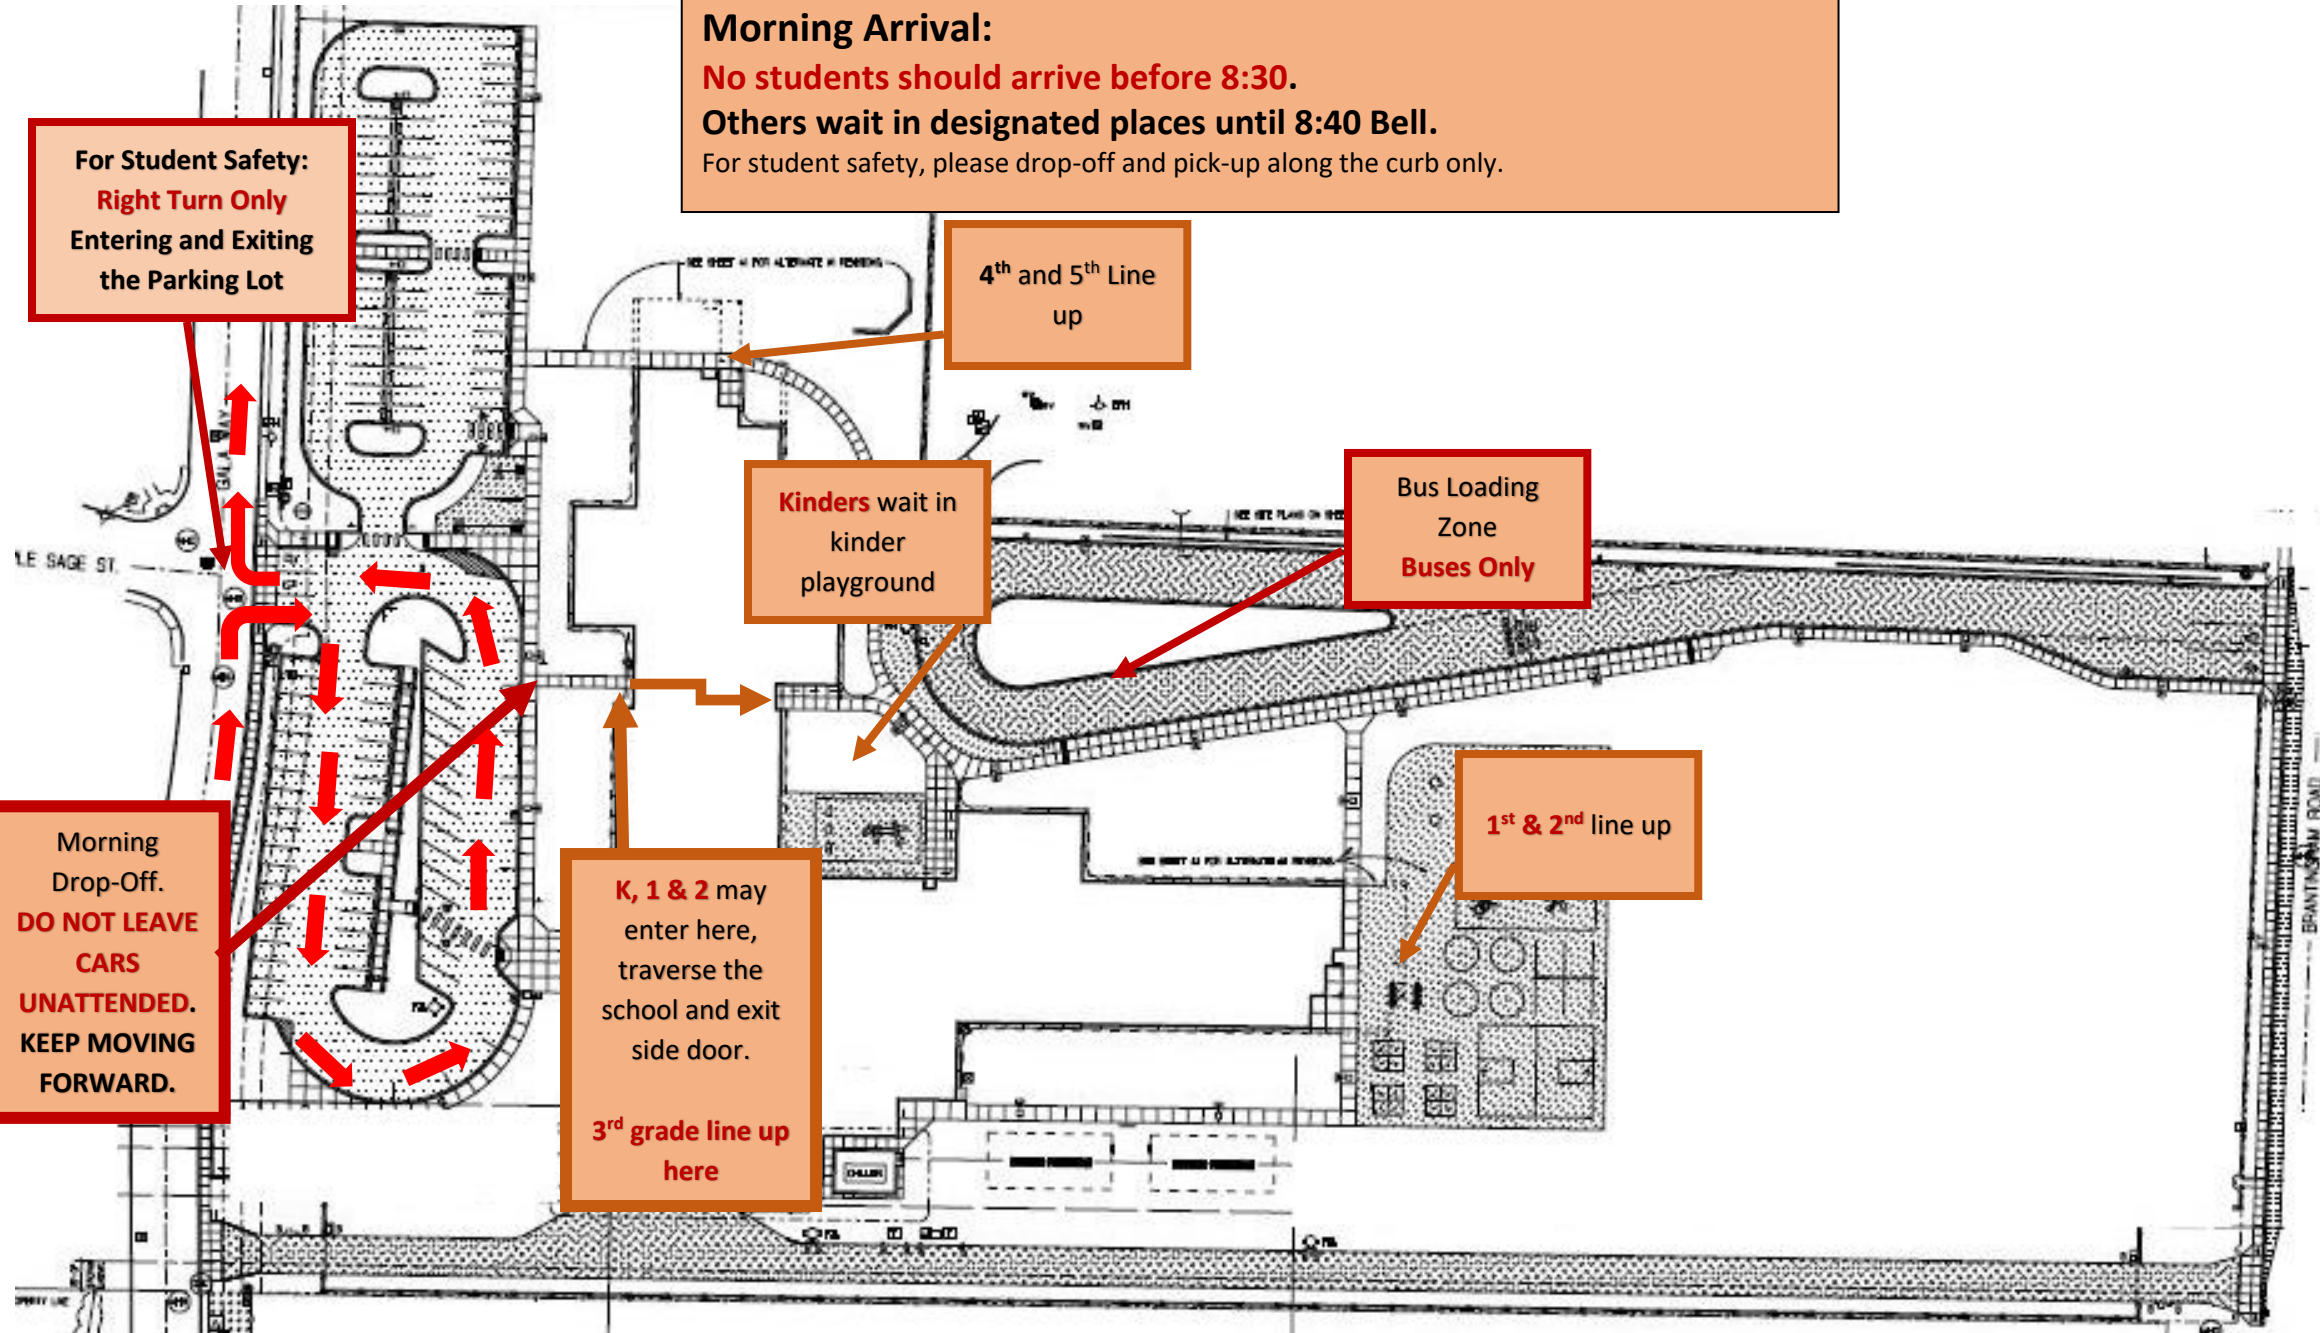 Morning Arrival:
No students should arrive before 8:30.
Others wait in designated places until 8:40 Bell.
For student safety, please drop-off and pick-up along the curb only.
For Student Safety:
Right Turn Only
Entering and Exiting
the Parking Lot
4th and 5th Line
up
Kinders wait in
kinder
playground
Bus Loading
Zone
Buses Only
GALA WAY
LE SAGE ST.
1st & 2nd line up
Morning
Drop-Off.
DO NOT LEAVE
CARS
UNATTENDED.
KEEP MOVING
FORWARD.
K, 1 & 2 may
enter here,
traverse the
school and exit
side door.
3rd grade line up
here
CHILLER
ROAD